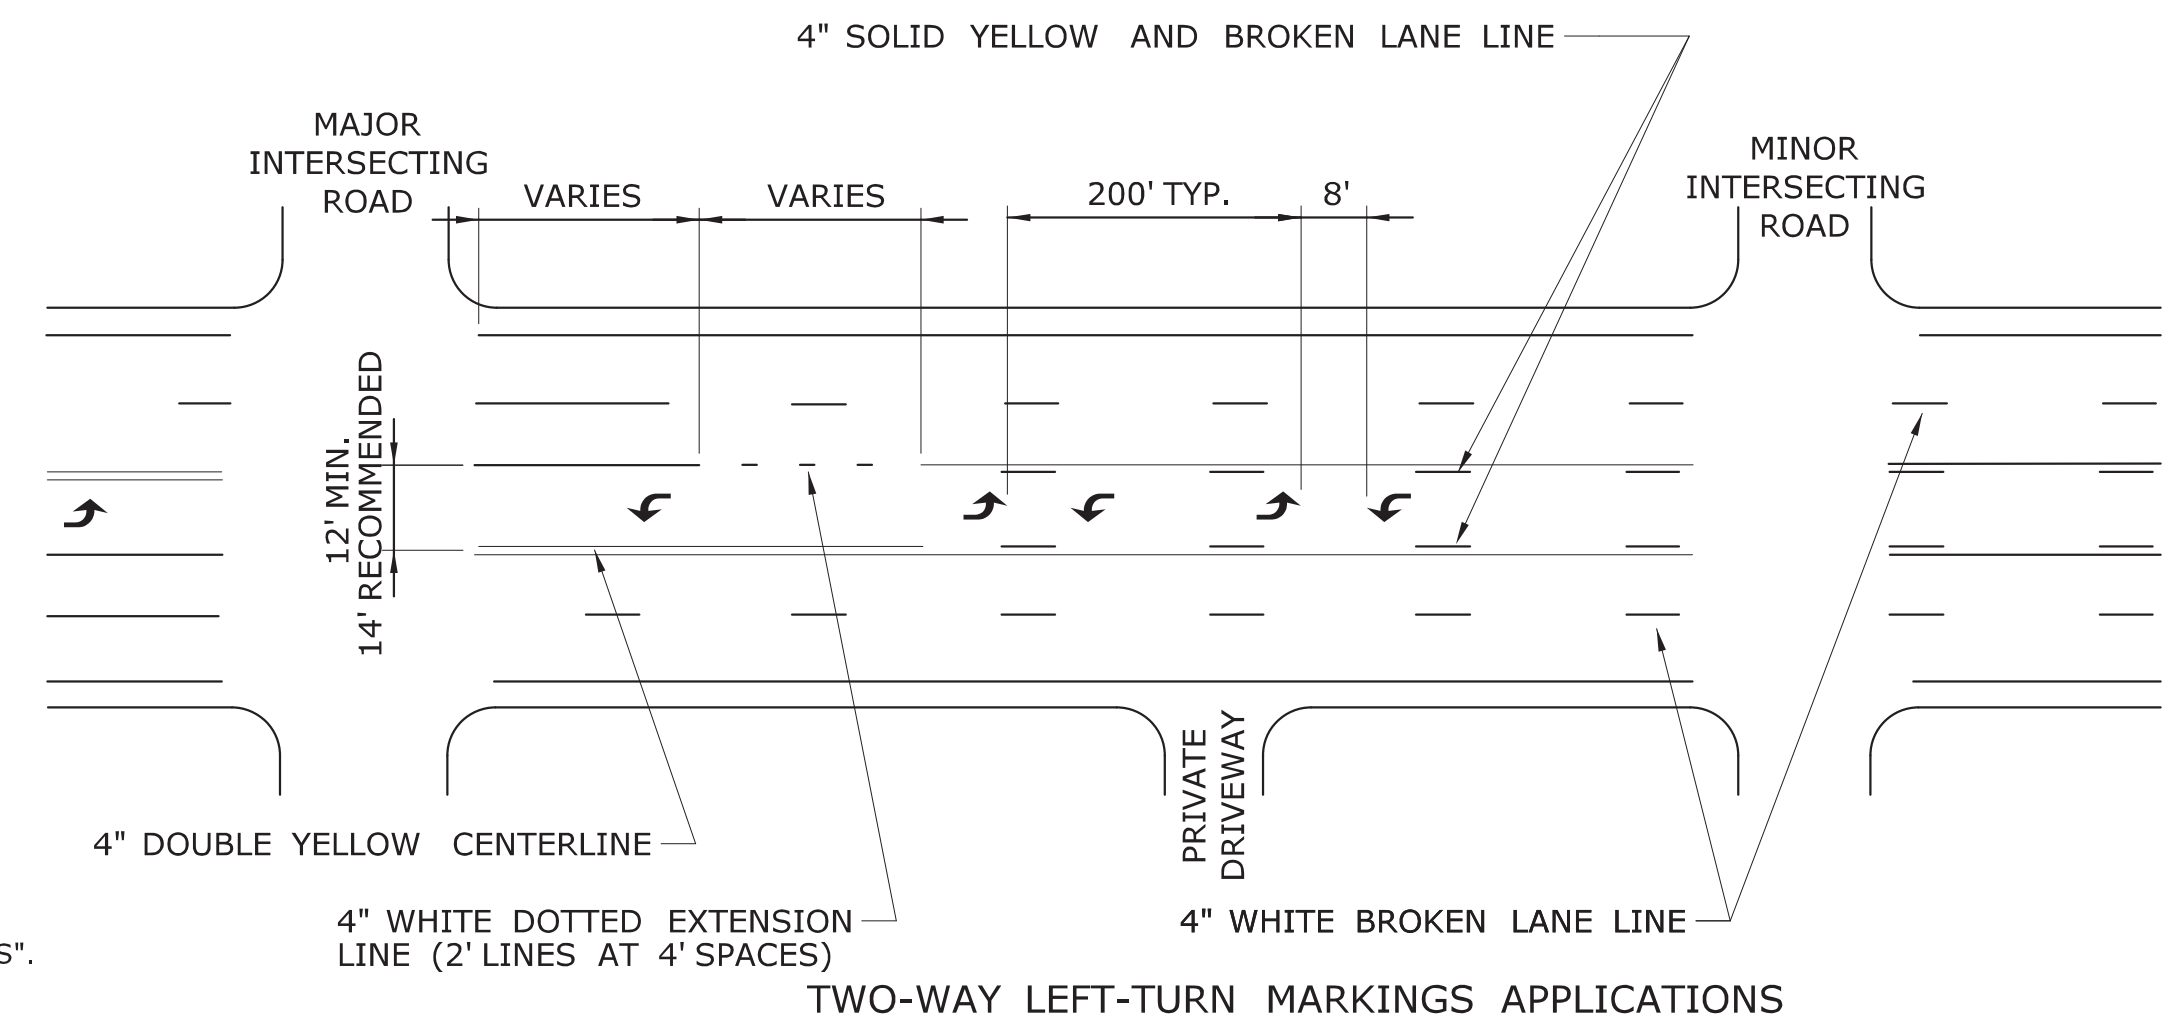 4" SOLID YELLOW AND BROKEN LANE LINE
MAJOR
INTERSECTING
ROAD
VARIES
VARIES
200' TYP.
8'
MINOR
INTERSECTING
ROAD
12' MIN.
14' RECOMMENDED
PRIVATE
DRIVEWAY
4" DOUBLE YELLOW CENTERLINE
4" WHITE DOTTED EXTENSION
LINE (2' LINES AT 4' SPACES)
4" WHITE BROKEN LANE LINE
S".
TWO-WAY LEFT-TURN MARKINGS APPLICATIONS